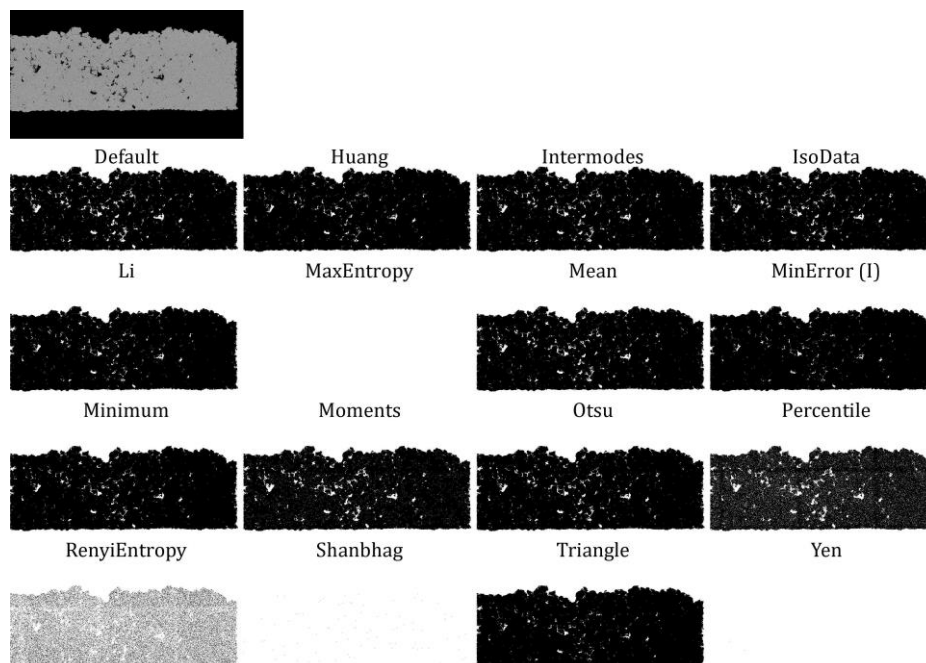 Default Huang Intermodes IsoData
Li MaxEntropy Mean MinError (I)
Minimum Moments Otsu Percentile
RenyiEntropy Shanbhag Triangle Yen